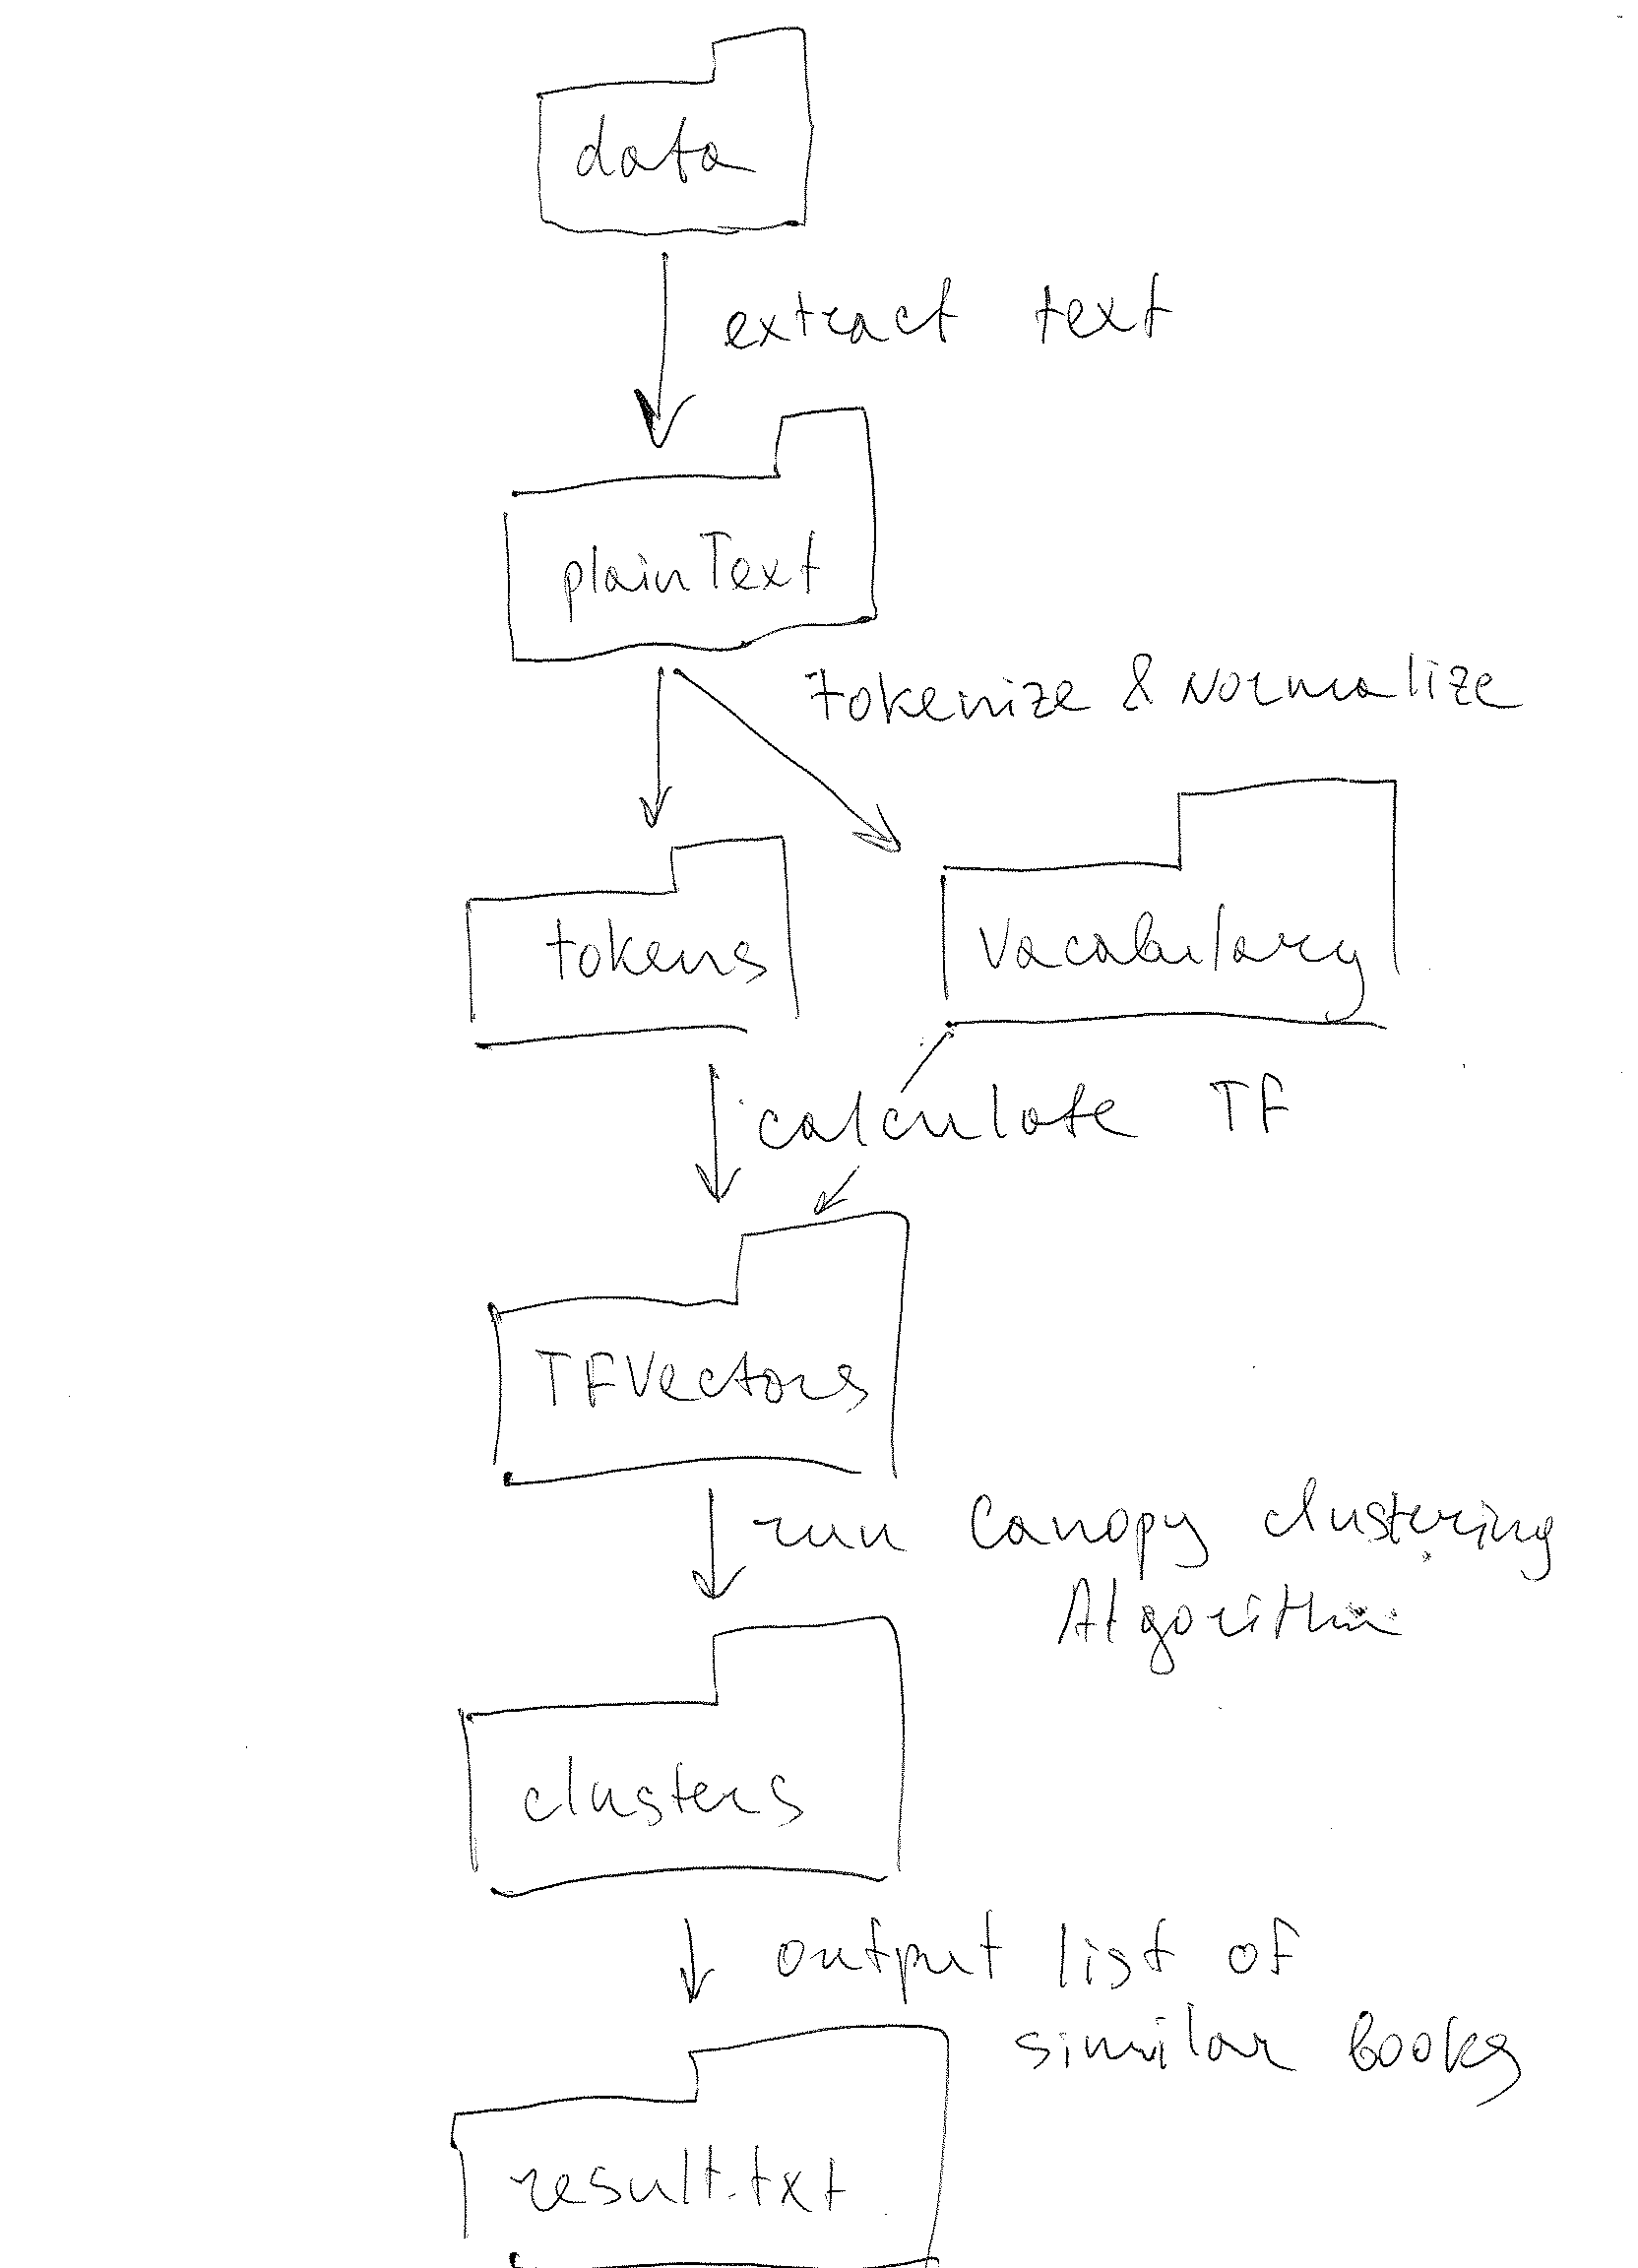 data
extract text
plainText
tokenize & Normalize
tokens
Vacabulary
calculate TF
TFVectors
run Canopy clustering
Algorithm
clusters
output list of
similar books
result.txt